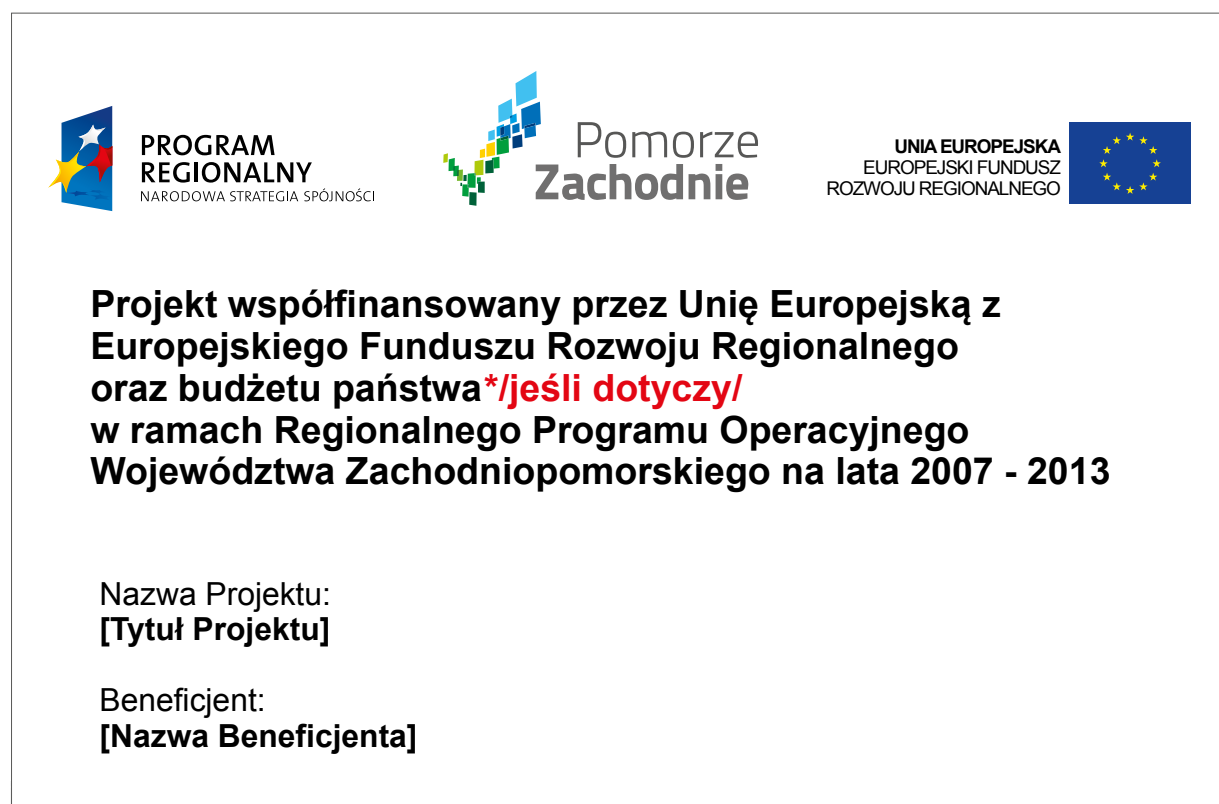 PROGRAM
REGIONALNY
NARODOWA STRATEGIA SPÓJNOŚCI
Pomorze
Zachodnie
UNIA EUROPEJSKA
EUROPEJSKI FUNDUSZ
ROZWOJU REGIONALNEGO
Projekt współfinansowany przez Unię Europejską z
Europejskiego Funduszu Rozwoju Regionalnego
oraz budżetu państwa*/jeśli dotyczy/
w ramach Regionalnego Programu Operacyjnego
Województwa Zachodniopomorskiego na lata 2007 - 2013
Nazwa Projektu:
[Tytuł Projektu]
Beneficjent:
[Nazwa Beneficjenta]